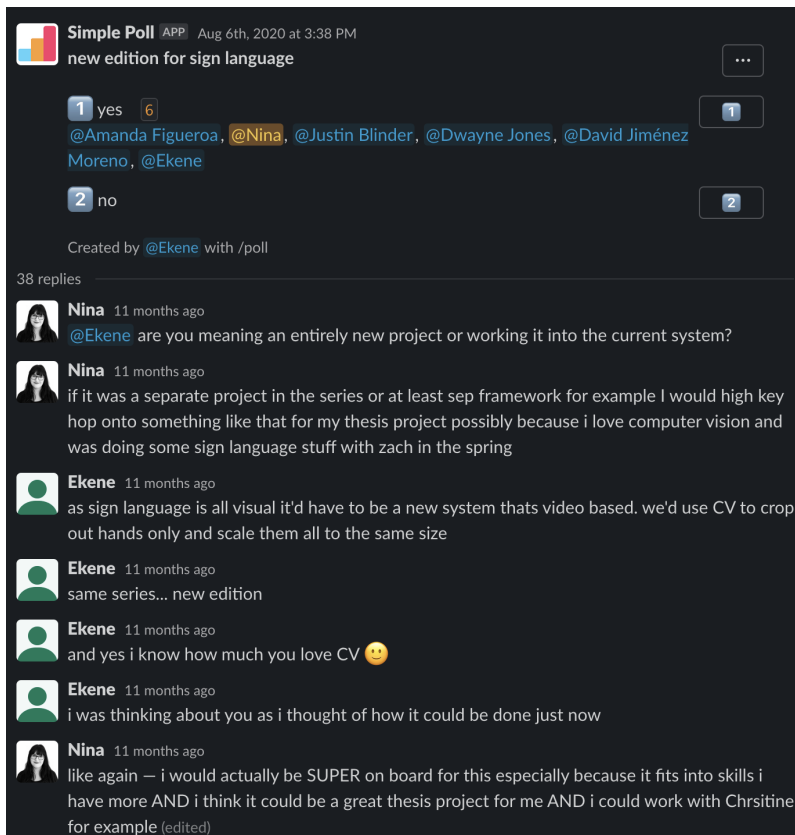 Simple Poll APP Aug 6th, 2020 at 3:38 PM
new edition for sign language
...
1 yes 6
1
@Amanda Figueroa, @Nina, @Justin Blinder, @Dwayne Jones, @David Jiménez
Moreno, @Ekene
2 no
2
Created by @Ekene with /poll
38 replies
Nina 11 months ago
@Ekene are you meaning an entirely new project or working it into the current system?
Nina 11 months ago
if it was a separate project in the series or at least sep framework for example I would high key
hop onto something like that for my thesis project possibly because i love computer vision and
was doing some sign language stuff with zach in the spring
Ekene 11 months ago
as sign language is all visual it'd have to be a new system thats video based. we'd use CV to crop
out hands only and scale them all to the same size
Ekene 11 months ago
same series... new edition
Ekene 11 months ago
and yes i know how much you love CV 🙂
Ekene 11 months ago
i was thinking about you as i thought of how it could be done just now
Nina 11 months ago
like again — i would actually be SUPER on board for this especially because it fits into skills i
have more AND i think it could be a great thesis project for me AND i could work with Chrsitine
for example (edited)